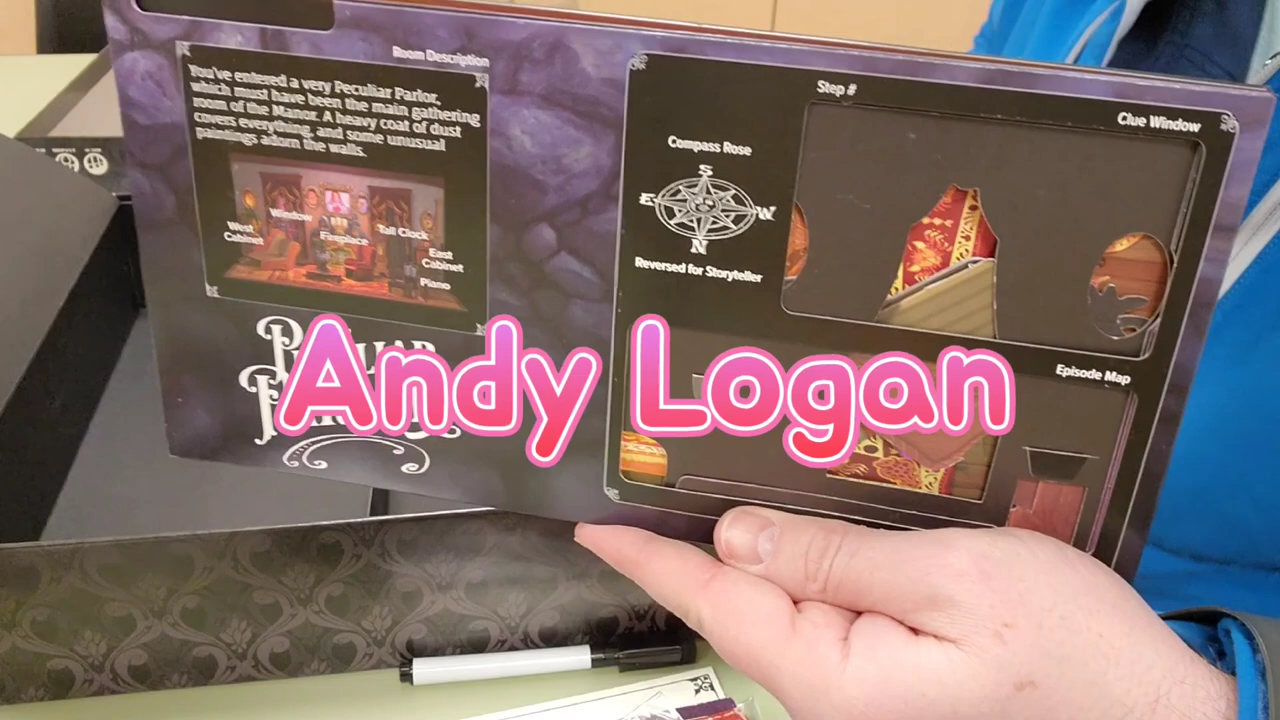 Room Description
You've entered a very Peculiar Parlor,
which must have been the main gathering
room of the Manor. A heavy coat of dust
covers everything, and some unusual
paintings adorn the walls.
West
Cabinet
Window
Fireplace
Tall Clock
East
Cabinet
Piano
Step #
Clue Window
Compass Rose
S
E
W
N
Reversed for Storyteller
Episode Map
Andy Logan